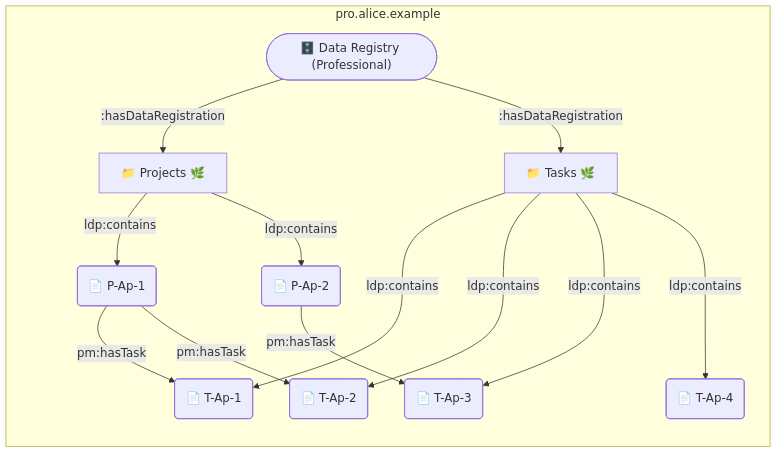 pro.alice.example
🗄️ Data Registry
(Professional)
:hasDataRegistration
:hasDataRegistration
📁 Projects 🌿
📁 Tasks 🌿
ldp:contains
ldp:contains
ldp:contains
ldp:contains
ldp:contains
ldp:contains
📄 P-Ap-1
📄 P-Ap-2
pm:hasTask
pm:hasTask
pm:hasTask
📄 T-Ap-1
📄 T-Ap-2
📄 T-Ap-3
📄 T-Ap-4